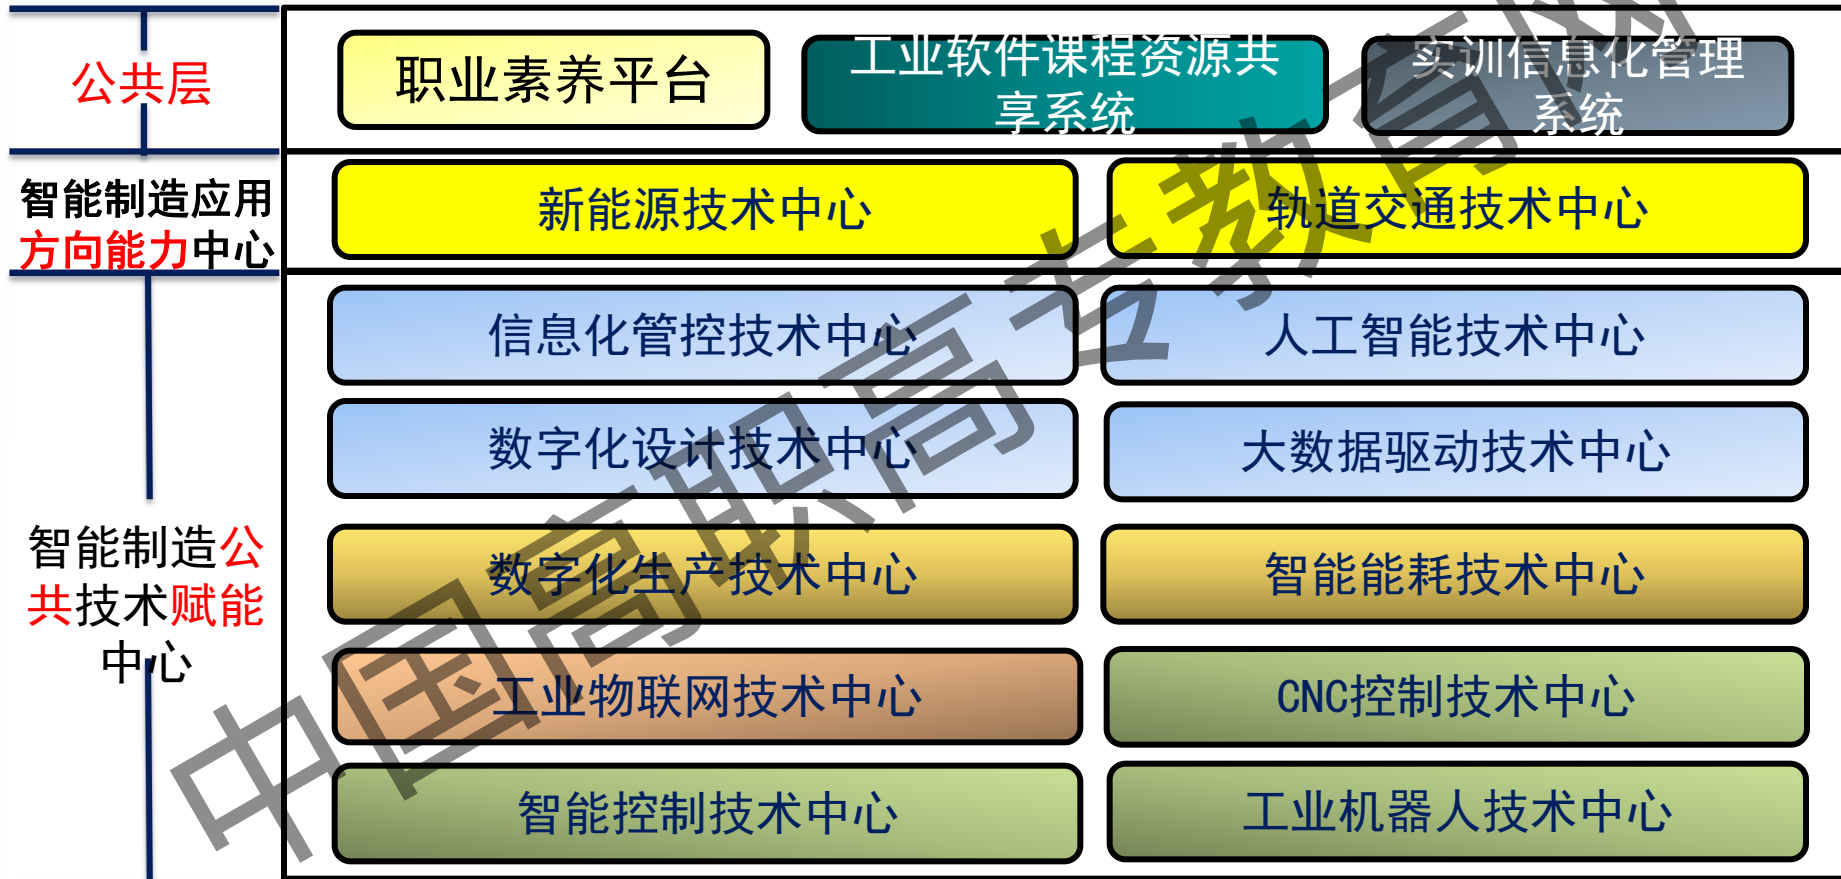 公共层
职业素养平台
工业软件课程资源共
享系统
实训信息化管理
系统
智能制造应用
方向能力中心
新能源技术中心
轨道交通技术中心
智能制造公
共技术赋能
中心
信息化管控技术中心
人工智能技术中心
数字化设计技术中心
大数据驱动技术中心
数字化生产技术中心
智能能耗技术中心
工业物联网技术中心
CNC控制技术中心
智能控制技术中心
工业机器人技术中心
中国高职高专教育网